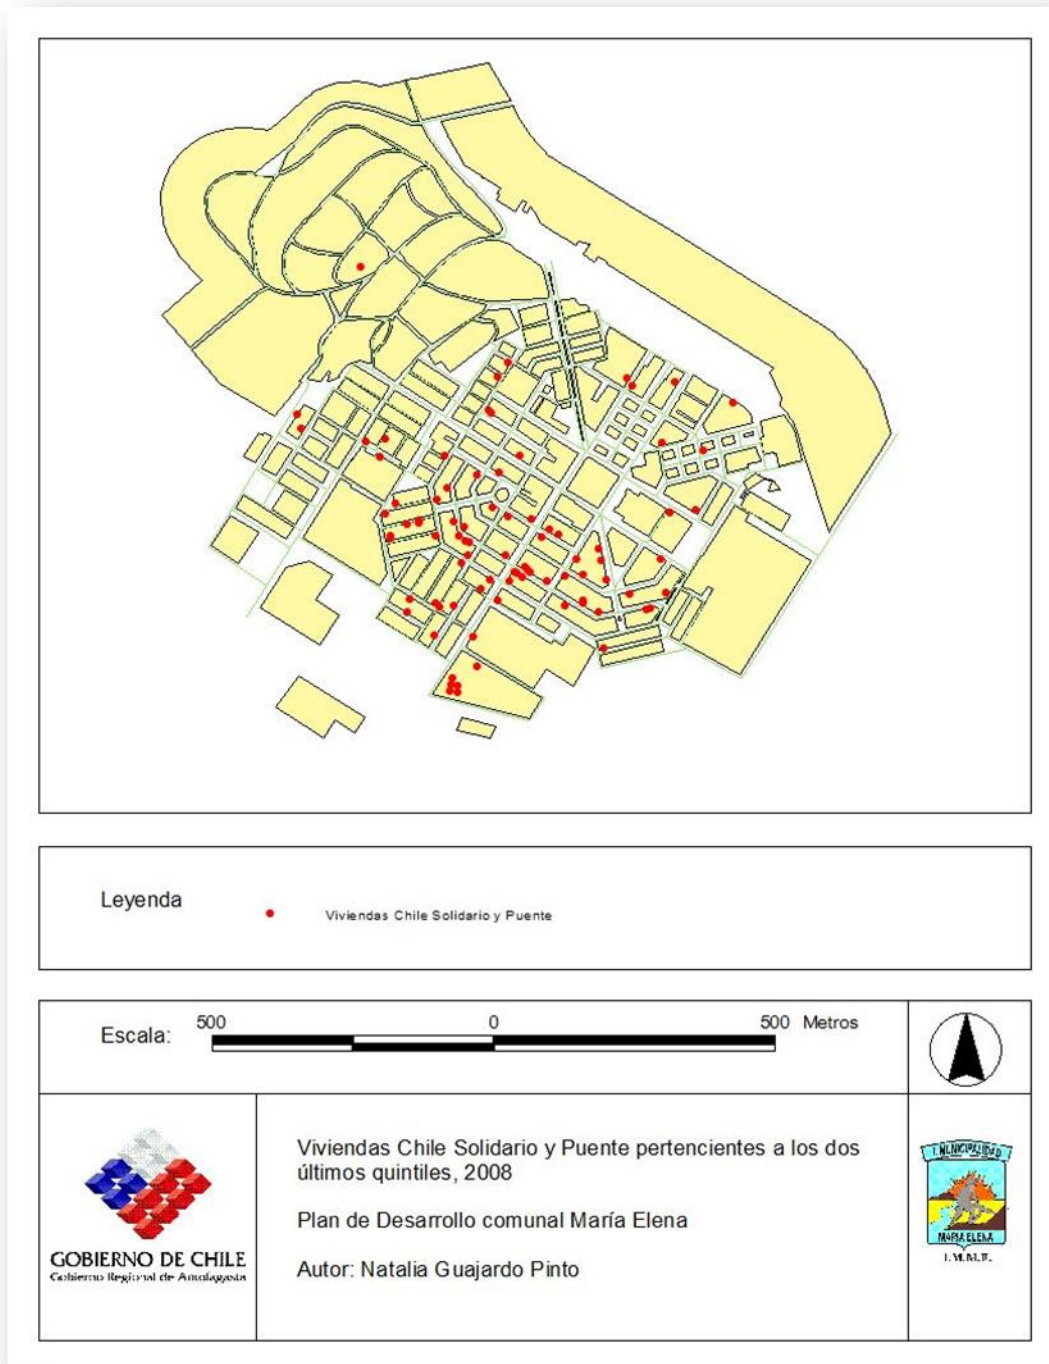 Leyenda
Viviendas Chile Solidario y Puente
Escala:
500 0 500 Metros
Viviendas Chile Solidario y Puente pertencientes a los dos
últimos quintiles, 2008
Plan de Desarrollo comunal María Elena
Autor: Natalia Guajardo Pinto
GOBIERNO DE CHILE
Gobierno Regional de Antofagasta
I. MUNICIPALIDAD
MARIA ELENA
I.M.M.E.